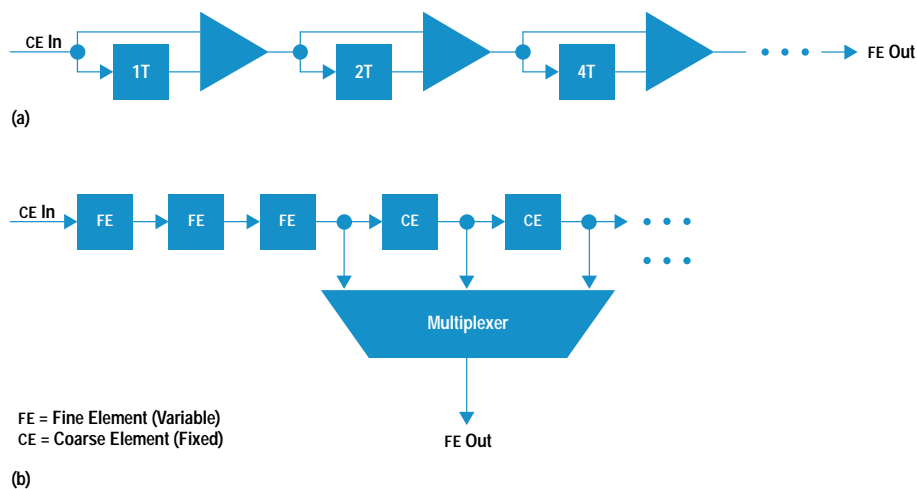 CE In
1T
2T
4T
FE Out
(a)
CE In
FE
FE
FE
CE
CE
Multiplexer
FE = Fine Element (Variable)
CE = Coarse Element (Fixed)
FE Out
(b)